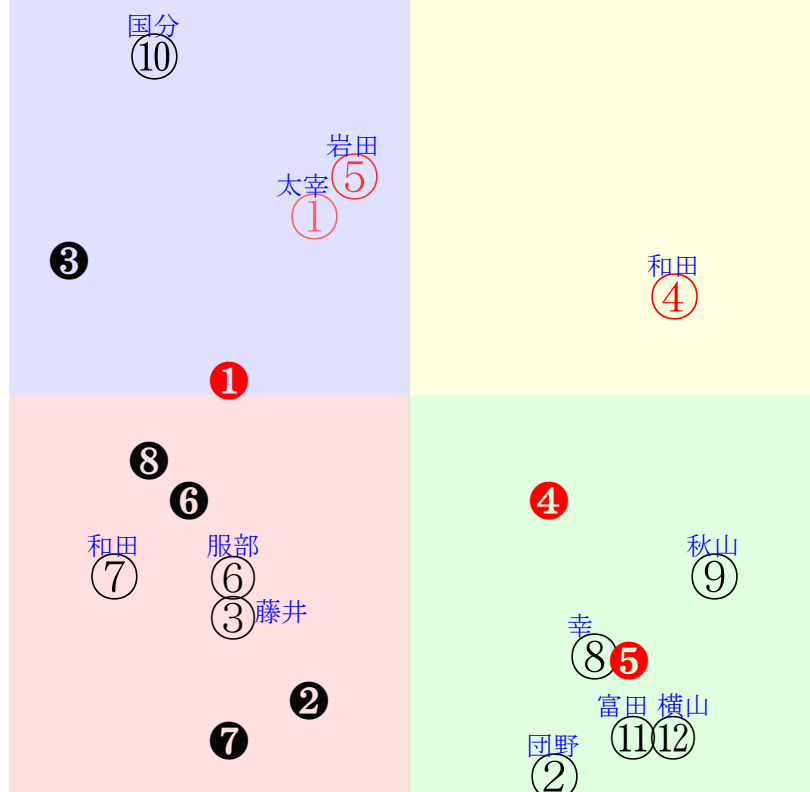 国分
⑩
岩田
⑤
太宰
①
❸
和田
④
❶
❽
❻
❹
和田
⑦
服部
⑥
秋山
⑨
③藤井
幸
⑧❺
❷
富田 横山
⑪⑫
❼
団野
②